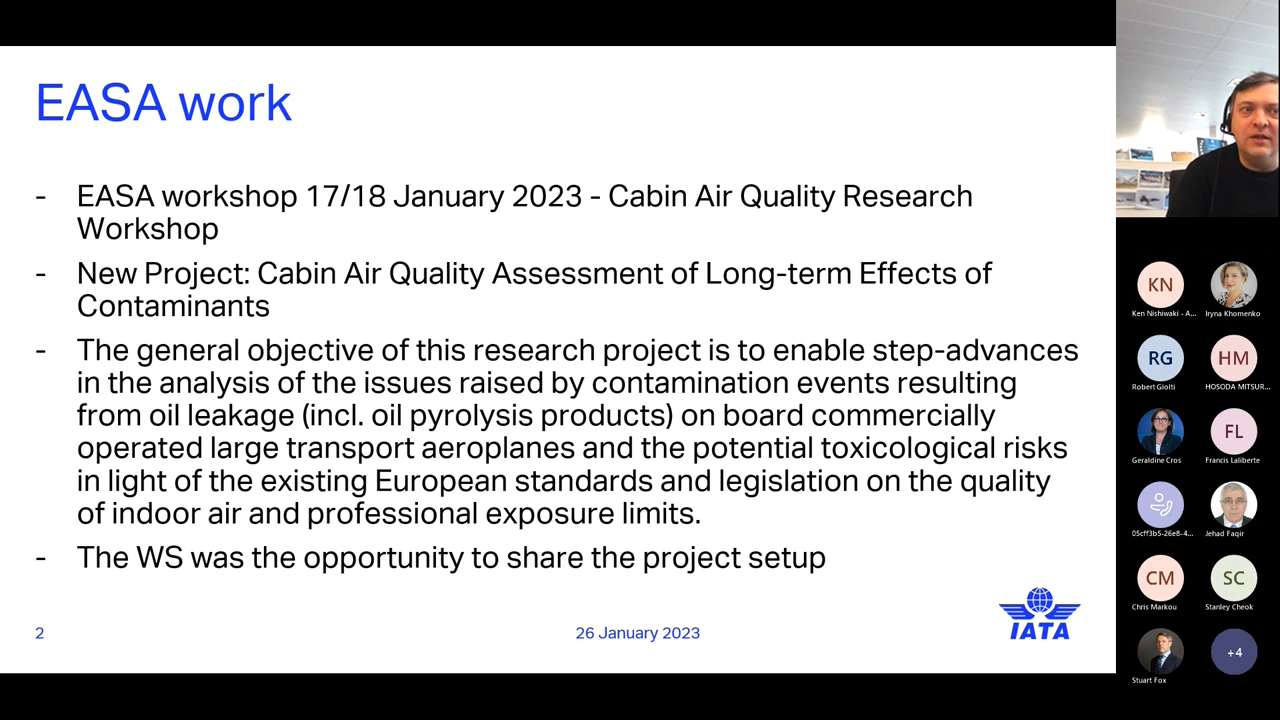 EASA work
- EASA workshop 17/18 January 2023 - Cabin Air Quality Research
Workshop
- New Project: Cabin Air Quality Assessment of Long-term Effects of
Contaminants
- The general objective of this research project is to enable step-advances
in the analysis of the issues raised by contamination events resulting
from oil leakage (incl. oil pyrolysis products) on board commercially
operated large transport aeroplanes and the potential toxicological risks
in light of the existing European standards and legislation on the quality
of indoor air and professional exposure limits.
- The WS was the opportunity to share the project setup
2
26 January 2023
IATA
KN
Ken Nishiwaki - A...
Iryna Khomenko
RG
HM
Robert Giolti
HOSODA MITSUR...
FL
Geraldine Cros
Francis Laliberte
05cff3b5-26e8-4...
Jehad Faqir
CM
SC
Chris Markou
Stanley Cheok
+4
Stuart Fox